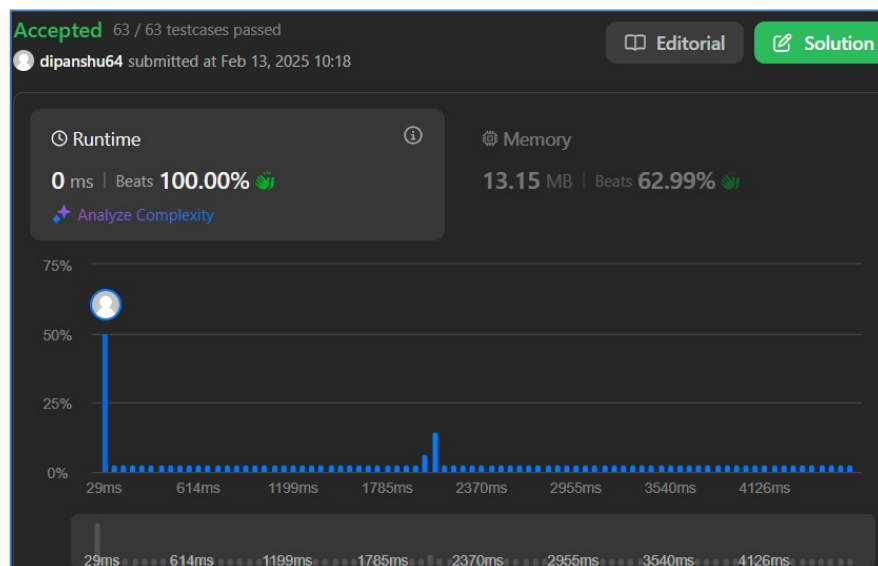 Accepted 63 / 63 testcases passed
Editorial
Solution
dipanshu64 submitted at Feb 13, 2025 10:18
Runtime
Memory
0 ms | Beats 100.00%
13.15 MB | Beats 62.99%
Analyze Complexity
75%
50%
25%
0%
29ms 614ms 1199ms 1785ms 2370ms 2955ms 3540ms 4126ms
29ms 614ms 1199ms 1785ms 2370ms 2955ms 3540ms 4126ms